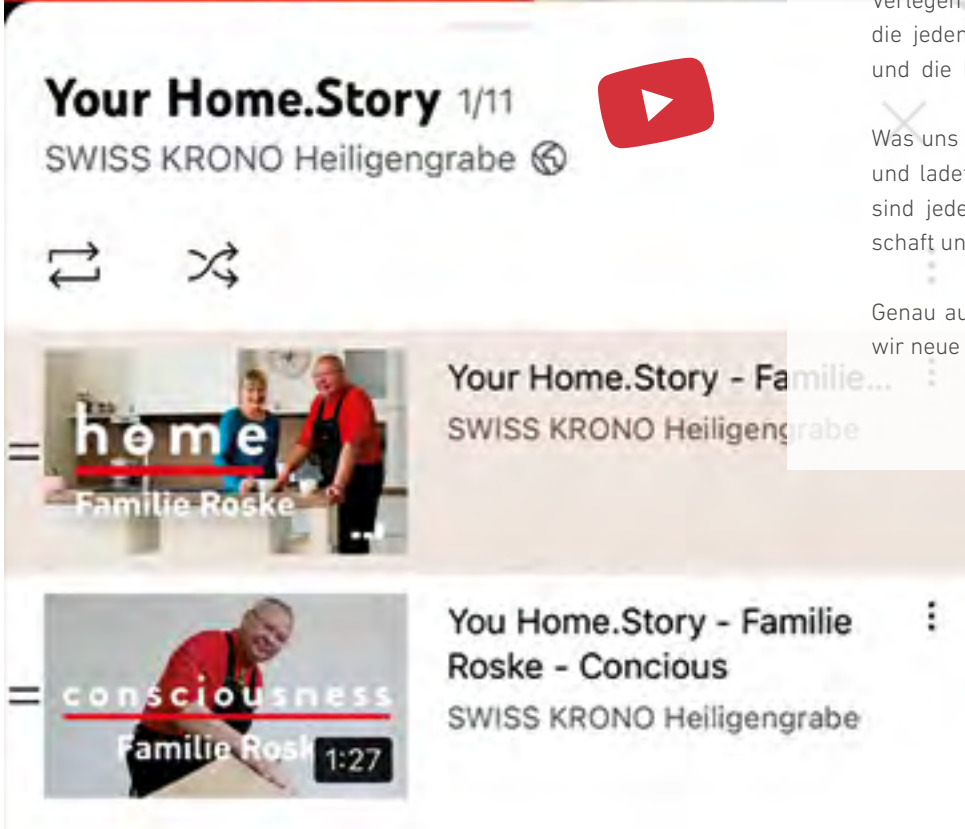 Your Home.Story 1/11
SWISS KRONO Heiligengrabe
home
Familie Roske
Your Home.Story - Familie...
SWISS KRONO Heiligengrabe
consciousness
Familie Rosk
1:27
You Home.Story - Familie
Roske - Concious
SWISS KRONO Heiligengrabe
die jeden
und die
Was uns
und ladet
sind jede
schaft un
Genau au
wir neue